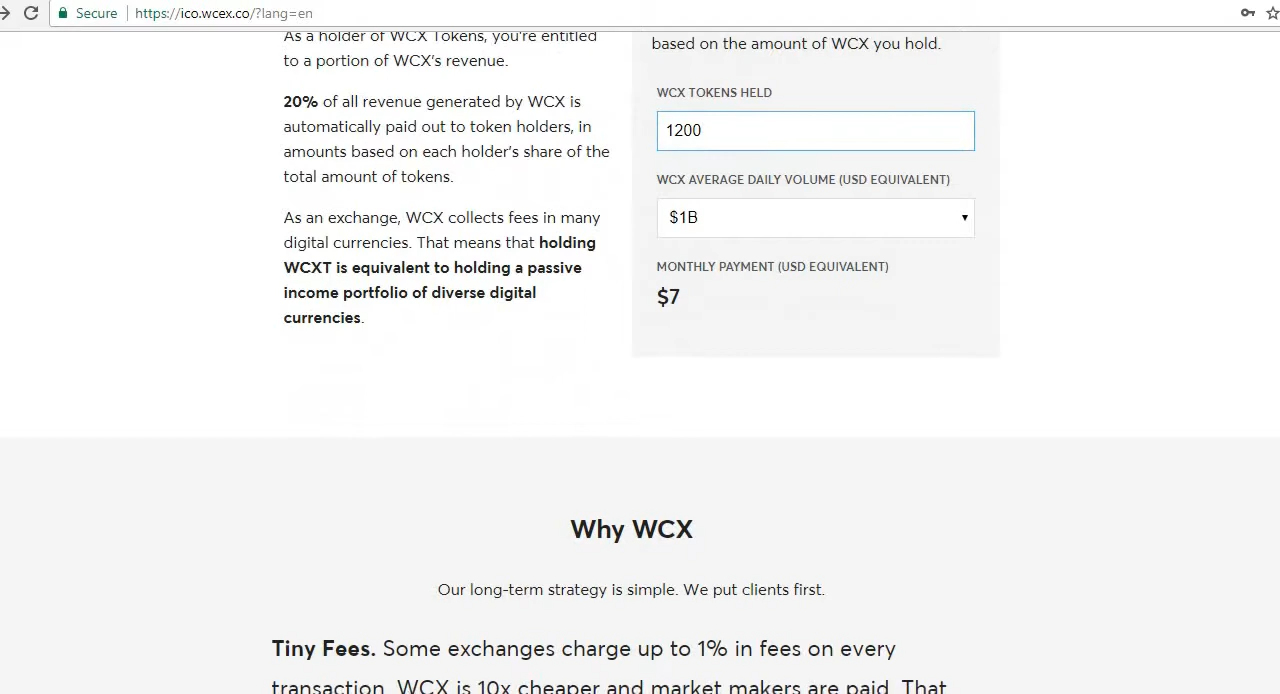 Secure
https://ico.wcex.co/?lang=en
As a holder of WCX Tokens, you're entitled
to a portion of WCX's revenue.
20% of all revenue generated by WCX is
automatically paid out to token holders, in
amounts based on each holder's share of the
total amount of tokens.
As an exchange, WCX collects fees in many
digital currencies. That means that holding
WCXT is equivalent to holding a passive
income portfolio of diverse digital
currencies.
based on the amount of WCX you hold.
WCX TOKENS HELD
1200
WCX AVERAGE DAILY VOLUME (USD EQUIVALENT)
$1B
MONTHLY PAYMENT (USD EQUIVALENT)
$7
Why WCX
Our long-term strategy is simple. We put clients first.
Tiny Fees. Some exchanges charge up to 1% in fees on every
transaction. WCX is 10x cheaper and market makers are paid. That